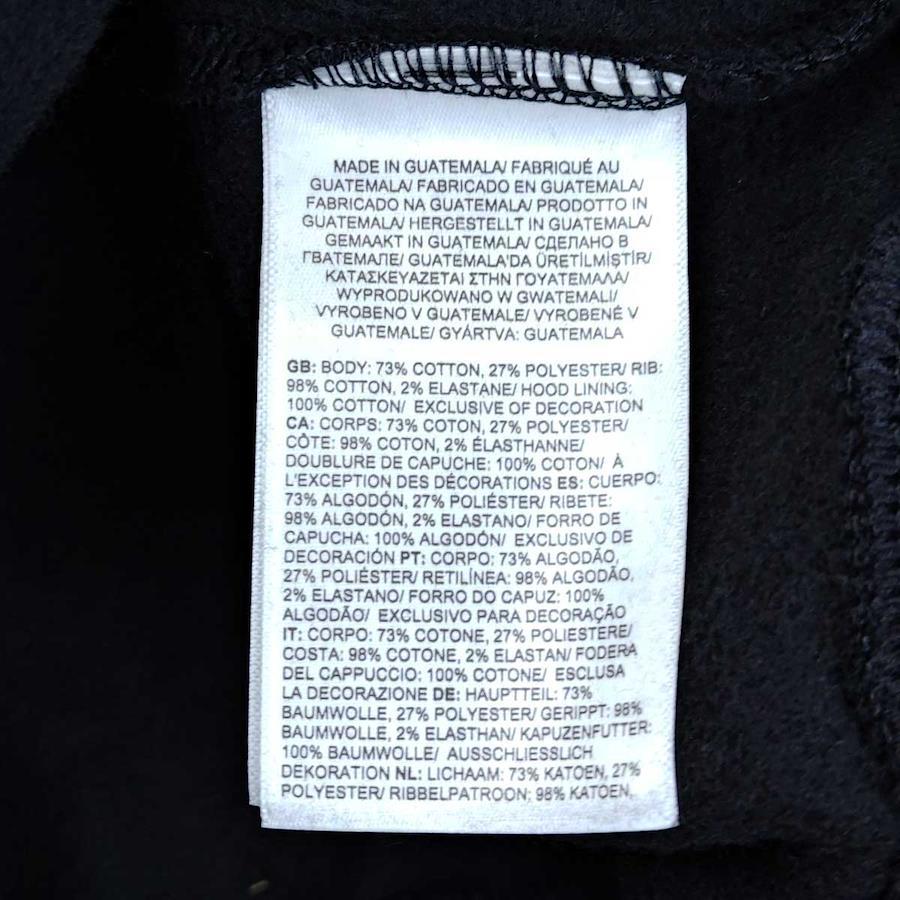 MADE IN GUATEMALA/ FABRIQUÉ AU
GUATEMALA/ FABRICADO EN GUATEMALA/
FABRICADO NA GUATEMALA/ PRODOTTO IN
GUATEMALA/ HERGESTELLT IN GUATEMALA/
GEMAAKT IN GUATEMALA/ СДЕЛАНО В
ГВАТЕМАЛЕ/ GUATEMALA'DA ÜRETİLMİŞTİR/
ΚΑΤΑΣΚΕΥΑΖΕΤΑΙ ΣΤΗΝ ΓΟΥΑΤΕΜΑΛΑ/
WYPRODUKOWANO W GWATEMALI/
VYROBENO V GUATEMALE/ VYROBENÉ V
GUATEMALE/ GYÁRTVA: GUATEMALA
GB: BODY: 73% COTTON, 27% POLYESTER/ RIB:
98% COTTON, 2% ELASTANE/ HOOD LINING:
100% COTTON/ EXCLUSIVE OF DECORATION
CA: CORPS: 73% COTON, 27% POLYESTER/
CÔTE: 98% COTON, 2% ÉLASTHANNE/
DOUBLURE DE CAPUCHE: 100% COTON/ À
L'EXCEPTION DES DÉCORATIONS ES: CUERPO:
73% ALGODÓN, 27% POLIÉSTER/ RIBETE:
98% ALGODÓN, 2% ELASTANO/ FORRO DE
CAPUCHA: 100% ALGODÓN/ EXCLUSIVO DE
DECORACIÓN PT: CORPO: 73% ALGODÃO,
27% POLIÉSTER/ RETILÍNEA: 98% ALGODÃO,
2% ELASTANO/ FORRO DO CAPUZ: 100%
ALGODÃO/ EXCLUSIVO PARA DECORAÇÃO
IT: CORPO: 73% COTONE, 27% POLIESTERE/
COSTA: 98% COTONE, 2% ELASTAN/ FODERA
DEL CAPPUCCIO: 100% COTONE/ ESCLUSA
LA DECORAZIONE DE: HAUPTTEIL: 73%
BAUMWOLLE, 27% POLYESTER/ GERIPPT: 98%
BAUMWOLLE, 2% ELASTHAN/ KAPUZENFUTTER:
100% BAUMWOLLE/ AUSSCHLIESSLICH
DEKORATION NL: LICHAAM: 73% KATOEN, 27%
POLYESTER/ RIBBELPATROON: 98% KATOEN,